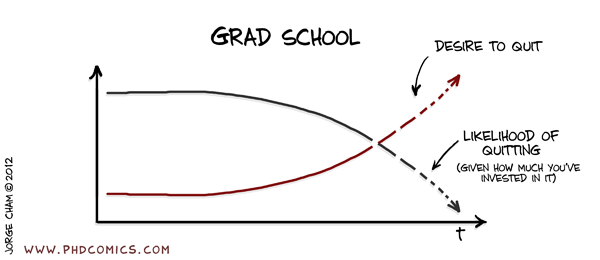 GRAD SCHOOL
DESIRE TO QUIT
LIKELIHOOD OF
QUITTING
(GIVEN HOW MUCH YOU'VE
INVESTED IN IT)
t
JORGE CHAM © 2012
WWW.PHDCOMICS.COM